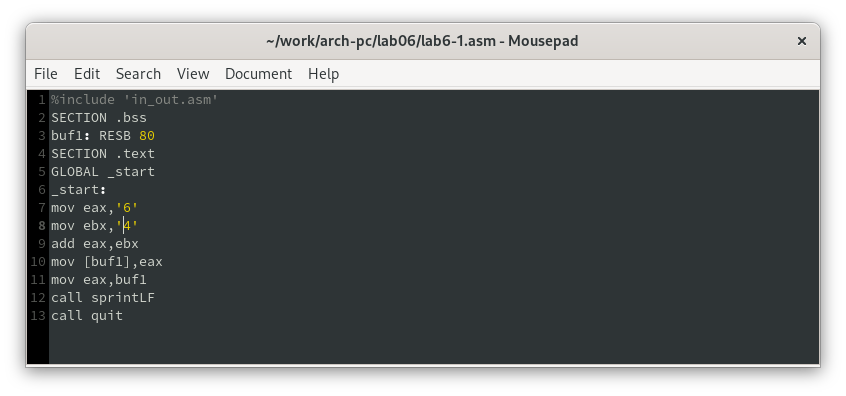 ~/work/arch-pc/lab06/lab6-1.asm - Mousepad
File Edit Search View Document Help
1 %include 'in_out.asm'
2 SECTION .bss
3 buf1: RESB 80
4 SECTION .text
5 GLOBAL _start
6 _start:
7 mov eax,'6'
8 mov ebx,'4'
9 add eax,ebx
10 mov [buf1],eax
11 mov eax,buf1
12 call sprintLF
13 call quit